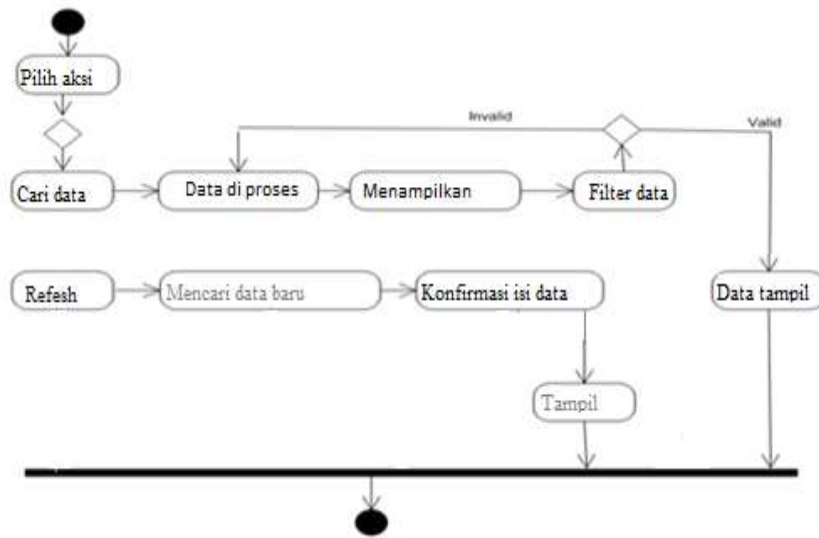 Pilih aksi
Invalid
Valid
Cari data
Data di proses
Menampilkan
Filter data
Refesh
Mencari data baru
Konfirmasi isi data
Data tampil
Tampil